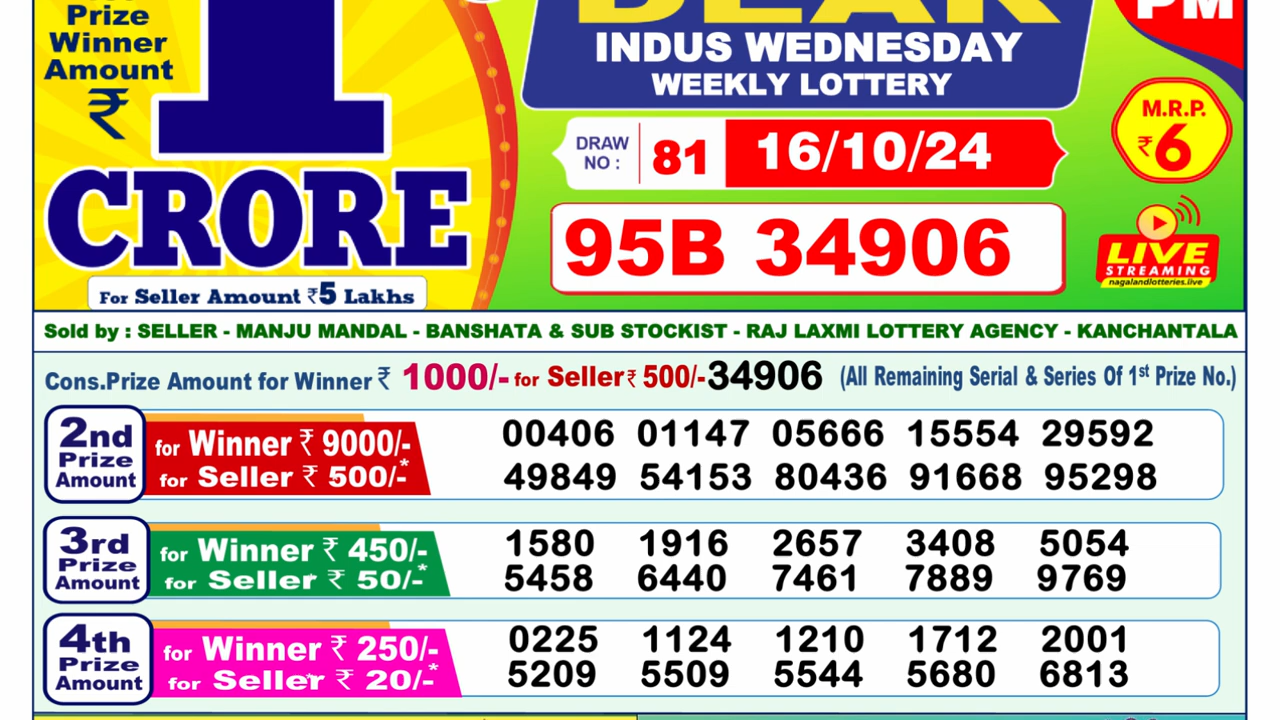 Prize
Winner
Amount
₹
1
CRORE
For Seller Amount ₹5 Lakhs
DEAR
PM
INDUS WEDNESDAY
WEEKLY LOTTERY
DRAW
NO :
81
16/10/24
M.R.P.
₹6
95B 34906
LIVE
STREAMING
nagalandlotteries.live
Sold by : SELLER - MANJU MANDAL - BANSHATA & SUB STOCKIST - RAJ LAXMI LOTTERY AGENCY - KANCHANTALA
Cons.Prize Amount for Winner ₹ 1000/- for Seller ₹ 500/- 34906 (All Remaining Serial & Series Of 1st Prize No.)
2nd
Prize
Amount
for Winner ₹ 9000/-
for Seller ₹ 500/-*
00406 01147 05666 15554 29592
49849 54153 80436 91668 95298
3rd
Prize
Amount
for Winner ₹ 450/-
for Seller ₹ 50/-*
1580 1916 2657 3408 5054
5458 6440 7461 7889 9769
4th
Prize
Amount
for Winner ₹ 250/-
for Seller ₹ 20/-*
0225 1124 1210 1712 2001
5209 5509 5544 5680 6813